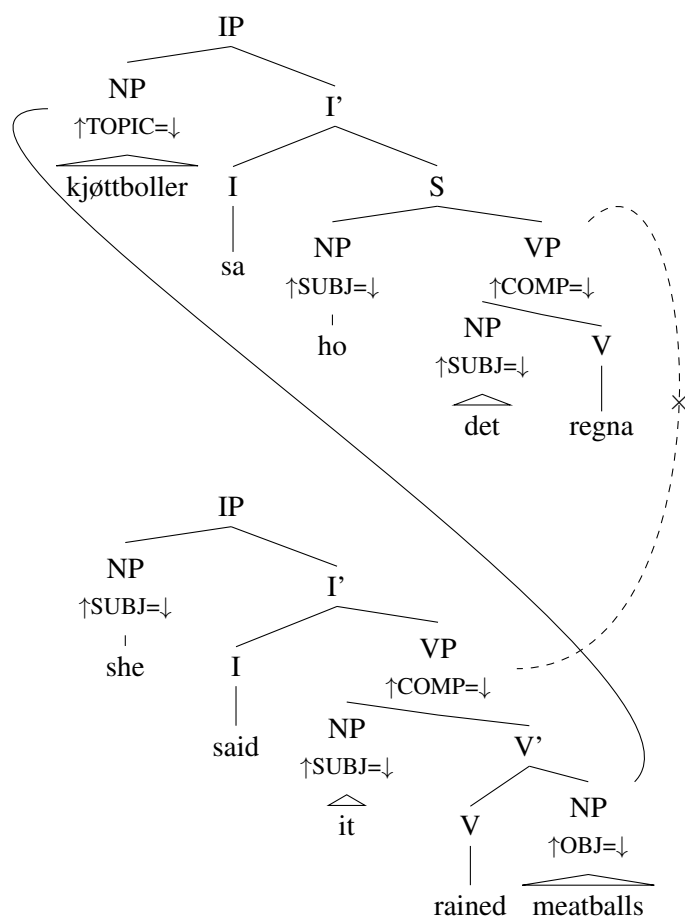 IP
NP
↑TOPIC=↓
I'
kjøttboller
I
S
sa
NP
VP
↑SUBJ=↓
↑COMP=↓
ho
NP
V
↑SUBJ=↓
det
regna
IP
NP
I'
↑SUBJ=↓
she
I
VP
↑COMP=↓
said
NP
V'
↑SUBJ=↓
it
V
NP
↑OBJ=↓
rained
meatballs